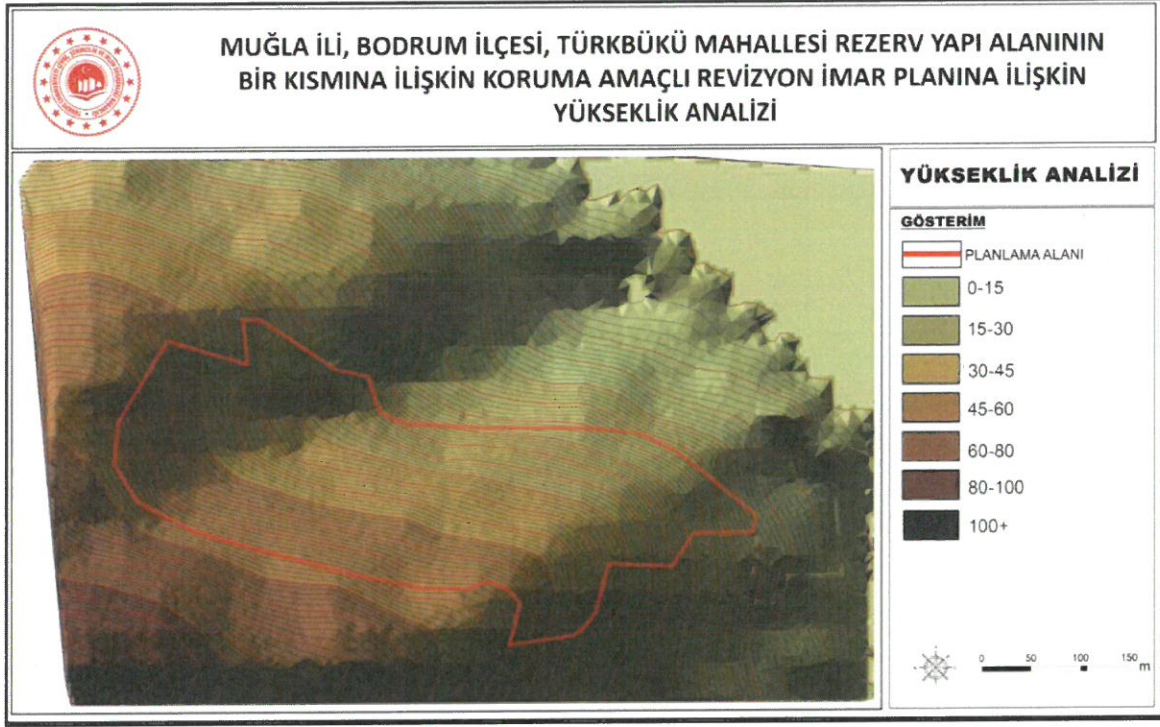 MUĞLA İLİ, BODRUM İLÇESİ, TÜRKBÜKÜ MAHALLESİ REZERV YAPI ALANININ
BİR KISMINA İLİŞKİN KORUMA AMAÇLI REVİZYON İMAR PLANINA İLİŞKİN
YÜKSEKLİK ANALİZİ
YÜKSEKLİK ANALİZİ
GÖSTERİM
PLANLAMA ALANI
0-15
15-30
30-45
45-60
60-80
80-100
100+
0 50 100 150 m